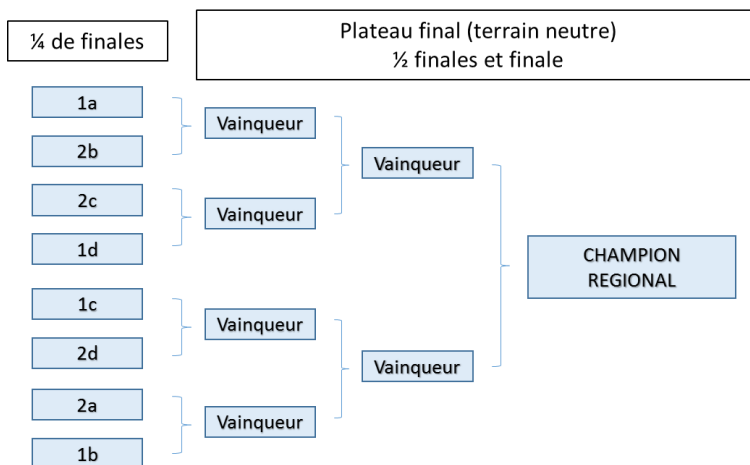 ¼ de finales
Plateau final (terrain neutre)
½ finales et finale
1a
2b
2c
1d
1c
2d
2a
1b
Vainqueur
Vainqueur
Vainqueur
Vainqueur
Vainqueur
Vainqueur
CHAMPION
REGIONAL